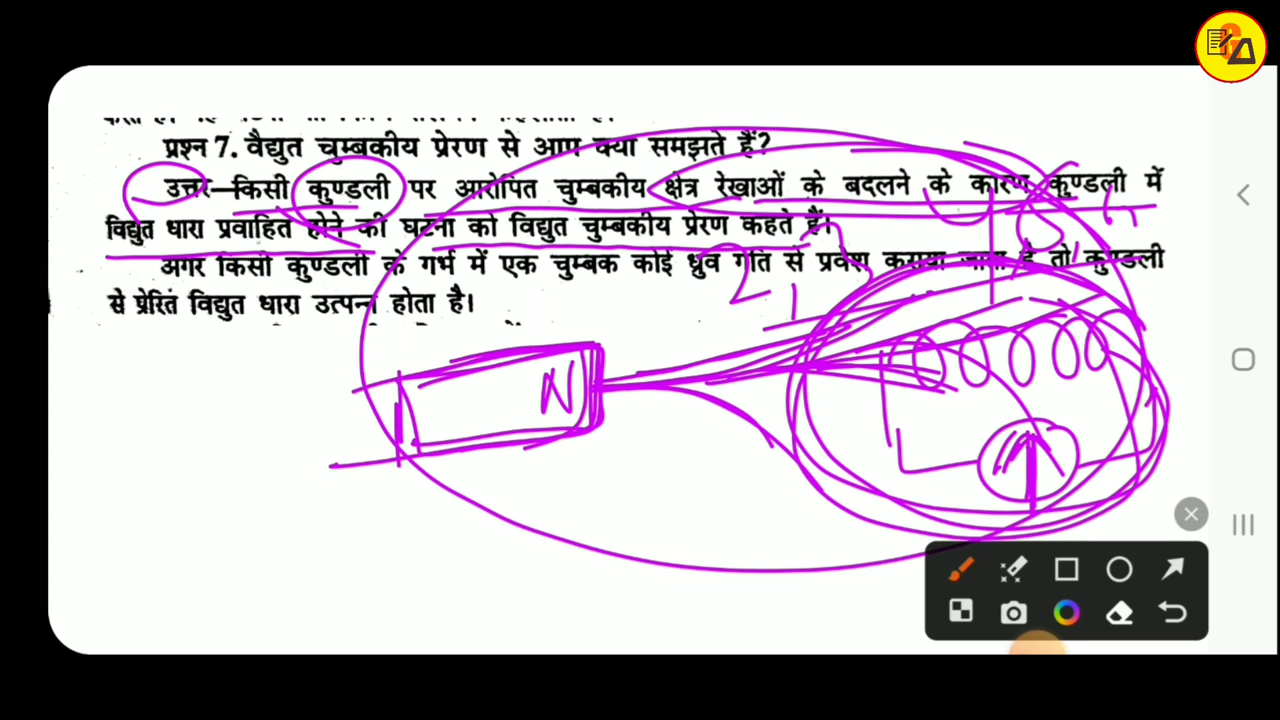 प्रश्न 7. वैद्युत चुम्बकीय प्रेरण से आप क्या समझते हैं?
उत्तर—किसी कुण्डली पर आरोपित चुम्बकीय क्षेत्र रेखाओं के बदलने के कारण कुण्डली में
विद्युत धारा प्रवाहित होने की घटना को विद्युत चुम्बकीय प्रेरण कहते हैं।
अगर किसी कुण्डली के गर्भ में एक चुम्बक कोई ध्रुव गति से प्रवेश कराया जाता है तो कुण्डली
से प्रेरित विद्युत धारा उत्पन्न होता है।
N